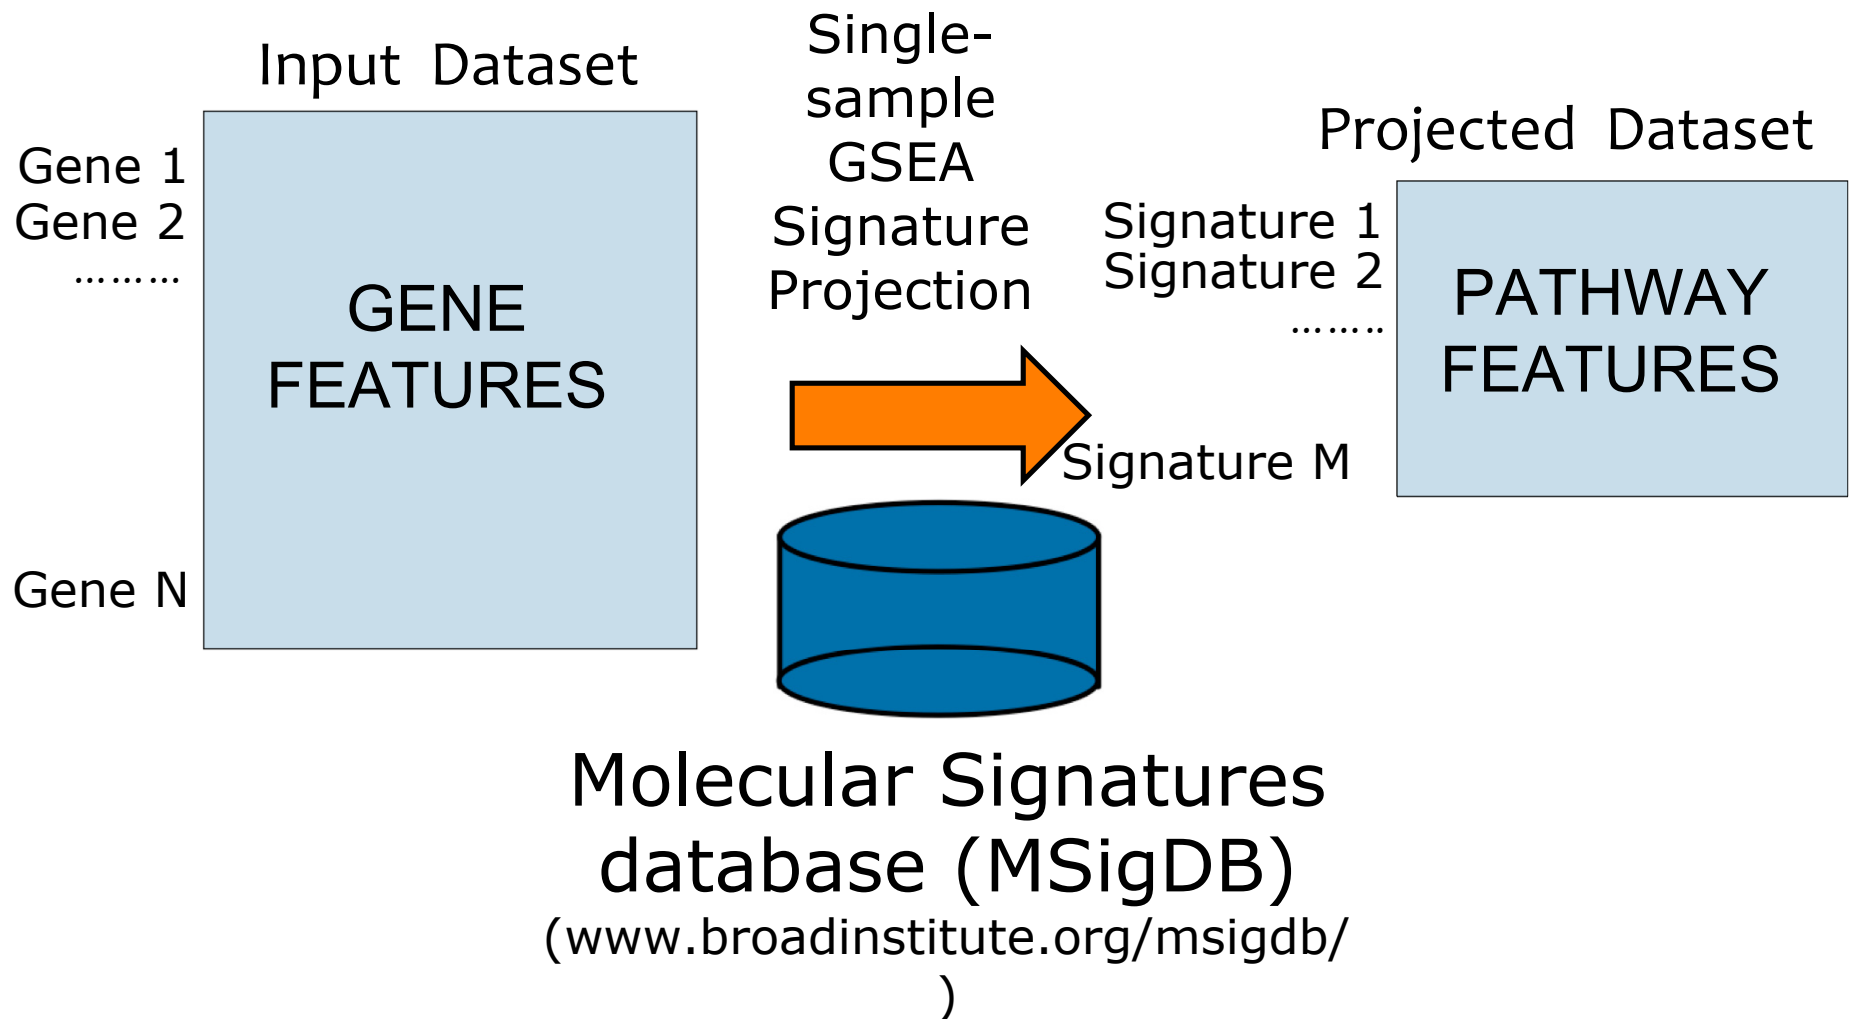 Input Dataset
Gene 1
Gene 2
………
Gene N
GENE
FEATURES
Single-
sample
GSEA
Signature
Projection
Projected Dataset
Signature 1
Signature 2
……..
Signature M
PATHWAY
FEATURES
Molecular Signatures
database (MSigDB)
(www.broadinstitute.org/msigdb/
)